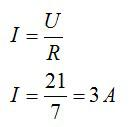 I = U/R
I = 21/7 = 3 A